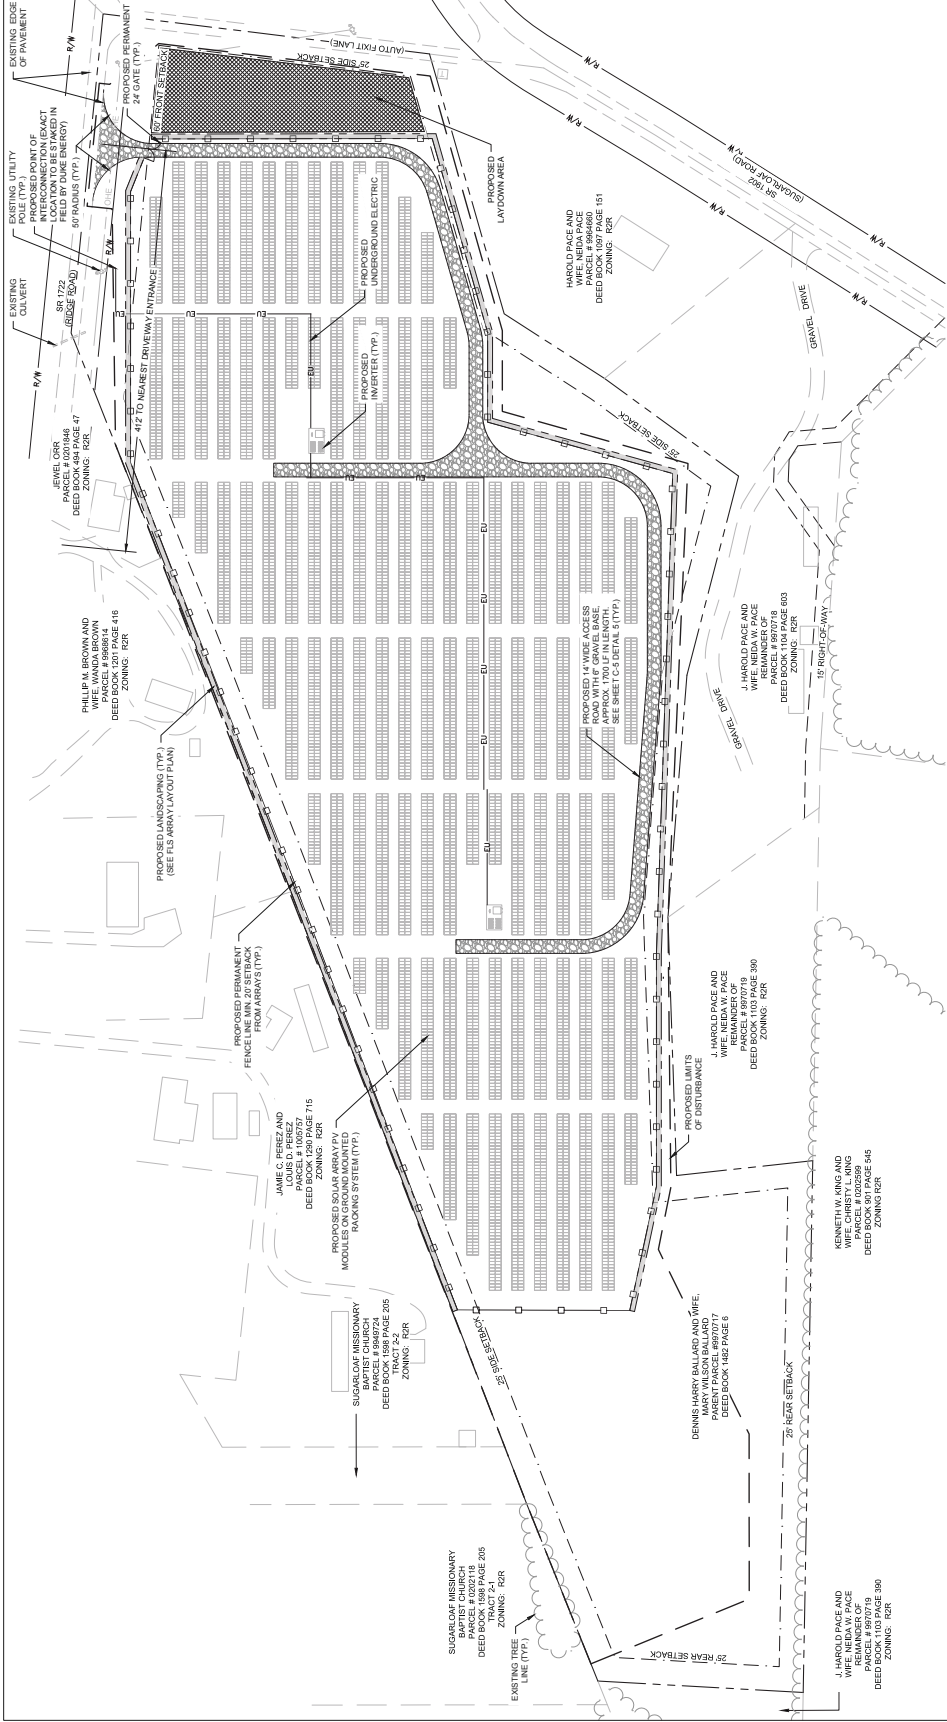 EXISTING EDGE
OF PAVEMENT
R/W
PROPOSED PERMANENT
24' GATE (TYP.)
EXISTING UTILITY
POLE (TYP.)
PROPOSED POINT OF
INTERCONNECTION (EXACT
LOCATION TO BE STAKED IN
FIELD BY DUKE ENERGY)
50' RADIUS (TYP.)
OHE
R/W
EXISTING
CULVERT
SR 1722
(RIDGE ROAD)
R/W
60' FRONT SETBACK
25' SIDE SETBACK
(AUTO FIXIT LANE)
412' TO NEAREST DRIVEWAY ENTRANCE
JEWEL ORR
PARCEL # 0201846
DEED BOOK 494 PAGE 47
ZONING: R2R
PHILLIP M. BROWN AND
WIFE, WANDA BROWN
PARCEL # 9968614
DEED BOOK 1201 PAGE 416
ZONING: R2R
PROPOSED LANDSCAPING (TYP.)
(SEE FLS ARRAY LAYOUT PLAN)
PROPOSED PERMANENT
FENCE LINE MIN. 20' SETBACK
FROM ARRAYS (TYP.)
JAMIE C. PEREZ AND
LOUIS D. PEREZ
PARCEL # 1005757
DEED BOOK 1290 PAGE 715
ZONING: R2R
PROPOSED SOLAR ARRAY PV
MODULES ON GROUND MOUNTED
RACKING SYSTEM (TYP.)
SUGARLOAF MISSIONARY
BAPTIST CHURCH
PARCEL # 9949724
DEED BOOK 1598 PAGE 205
TRACT 2-2
ZONING: R2R
SUGARLOAF MISSIONARY
BAPTIST CHURCH
PARCEL # 0202118
DEED BOOK 1598 PAGE 205
TRACT 2-1
ZONING: R2R
EXISTING TREE
LINE (TYP.)
PROPOSED
UNDERGROUND ELECTRIC
PROPOSED
INVERTER (TYP.)
EU
EU
EU
EU
EU
EU
EU
EU
EU
EU
EU
PROPOSED
LAYDOWN AREA
HAROLD PACE AND
WIFE, NEIDA PACE
PARCEL # 9984660
DEED BOOK 1097 PAGE 151
ZONING: R2R
R/W
R/W
SR 1902
(SUGARLOAF ROAD)
R/W
R/W
R/W
GRAVEL DRIVE
25' SIDE SETBACK
PROPOSED 14' WIDE ACCESS
ROAD WITH 6" GRAVEL BASE,
APPROX. 1700 LF IN LENGTH.
SEE SHEET C-5 DETAIL 5 (TYP.)
GRAVEL DRIVE
J. HAROLD PACE AND
WIFE, NEIDA W. PACE
REMAINDER OF
PARCEL # 9970718
DEED BOOK 1104 PAGE 603
ZONING: R2R
15' RIGHT-OF-WAY
J. HAROLD PACE AND
WIFE, NEIDA W. PACE
REMAINDER OF
PARCEL # 9970719
DEED BOOK 1103 PAGE 390
ZONING: R2R
PROPOSED LIMITS
OF DISTURBANCE
KENNETH W. KING AND
WIFE, CHRISTY L. KING
PARCEL # 0202599
DEED BOOK 901 PAGE 545
ZONING R2R
25' SIDE SETBACK
DENNIS HARRY BALLARD AND WIFE,
MARY WILSON BALLARD
PARENT PARCEL #9970717
DEED BOOK 1482 PAGE 6
25' REAR SETBACK
25' REAR SETBACK
J. HAROLD PACE AND
WIFE, NEIDA W. PACE
REMAINDER OF
PARCEL # 9970719
DEED BOOK 1103 PAGE 390
ZONING: R2R